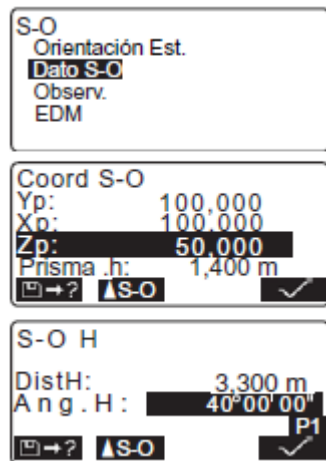 S-O
Orientación Est.
Dato S-O
Observ.
EDM
Coord S-O
Yp: 100,000
Xp: 100,000
Zp: 50,000
Prisma .h: 1,400 m
→? S-O
S-O H
DistH: 3,300 m
Ang.H: 40°00'00"
P1
→? S-O